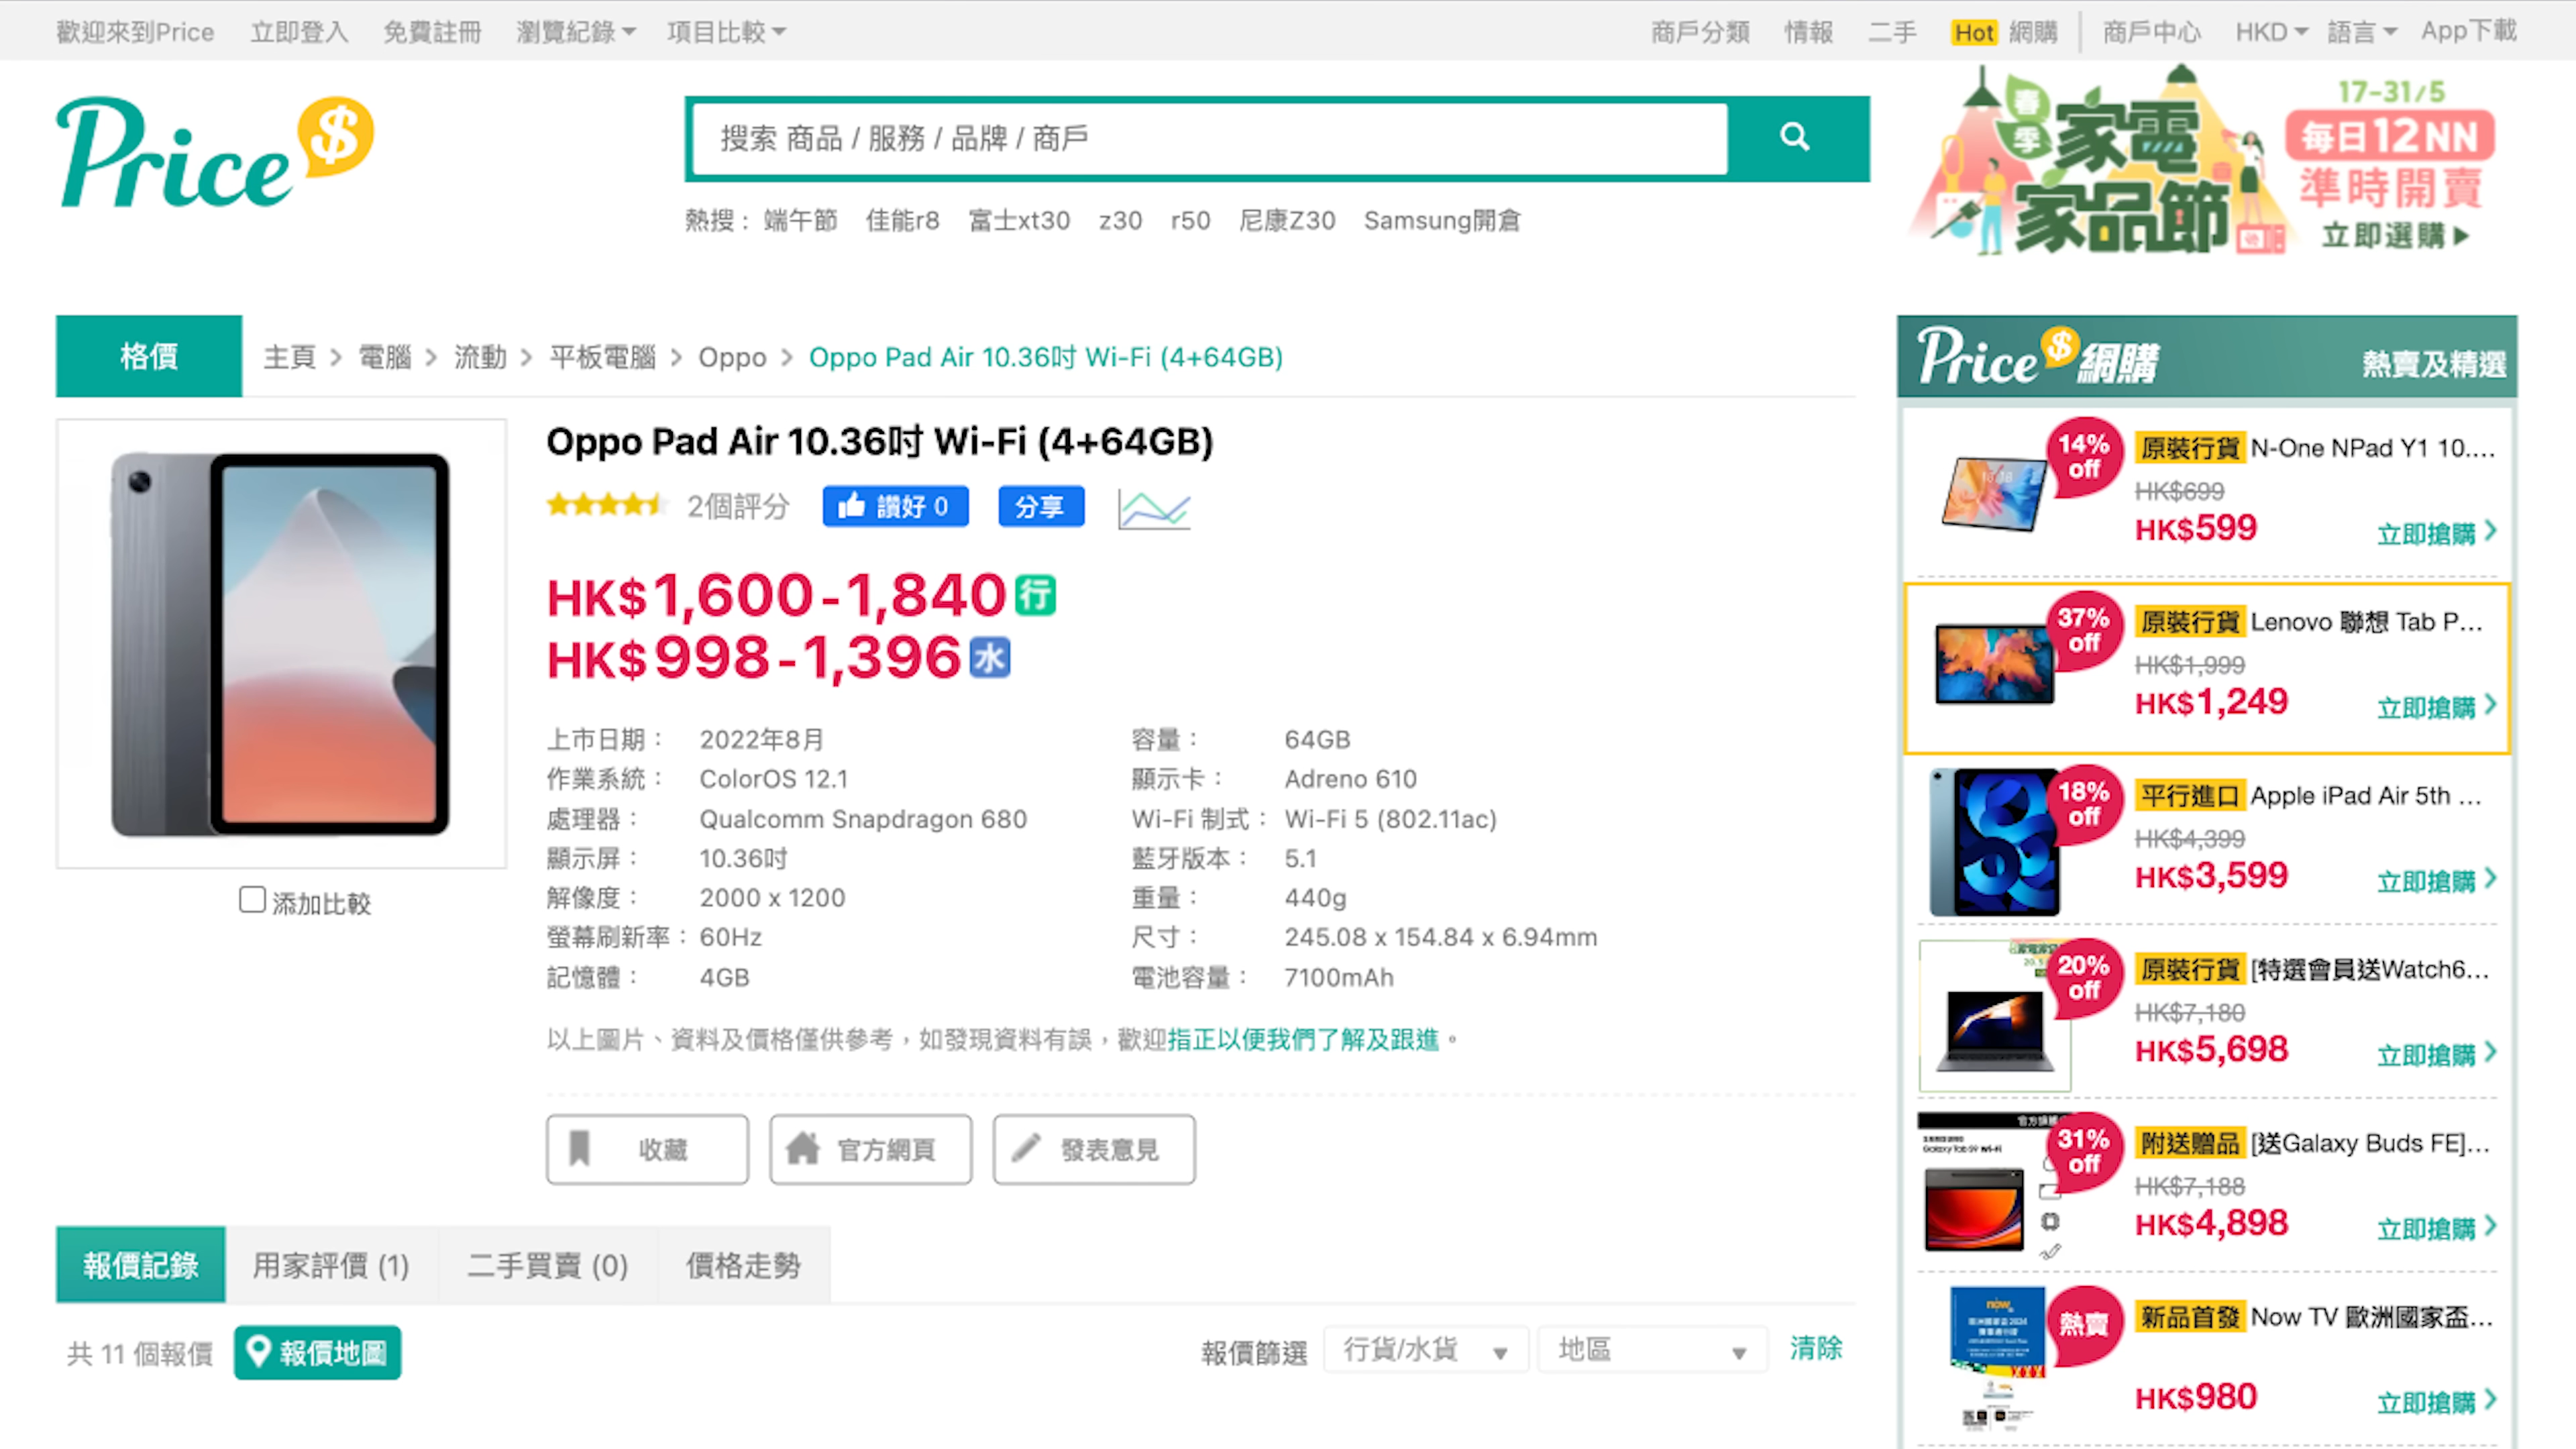 歡迎來到Price 立即登入 免費註冊 瀏覽紀錄 項目比較 商戶分類 情報 二手 Hot 網購 商戶中心 HKD 語言 App下載
Price $
搜索 商品 / 服務 / 品牌 / 商戶
熱搜： 端午節 佳能r8 富士xt30 z30 r50 尼康Z30 Samsung開倉
春季 家電家品節
17-31/5
每日12NN
準時開賣
立即選購
格價 主頁 > 電腦 > 流動 > 平板電腦 > Oppo > Oppo Pad Air 10.36吋 Wi-Fi (4+64GB)
Oppo Pad Air 10.36吋 Wi-Fi (4+64GB)
2個評分 讚好 0 分享
HK$1,600-1,840 行
HK$998-1,396 水
上市日期： 2022年8月 容量： 64GB
作業系統： ColorOS 12.1 顯示卡： Adreno 610
處理器： Qualcomm Snapdragon 680 Wi-Fi 制式： Wi-Fi 5 (802.11ac)
顯示屏： 10.36吋 藍牙版本： 5.1
解像度： 2000 x 1200 重量： 440g
螢幕刷新率： 60Hz 尺寸： 245.08 x 154.84 x 6.94mm
記憶體： 4GB 電池容量： 7100mAh
添加比較
以上圖片、資料及價格僅供參考，如發現資料有誤，歡迎指正以便我們了解及跟進。
收藏 官方網頁 發表意見
報價記錄 用家評價 (1) 二手買賣 (0) 價格走勢
共 11 個報價 報價地圖 報價篩選 行貨/水貨 地區 清除
Price $ 網購 熱賣及精選
14% off
原裝行貨 N-One NPad Y1 10....
HK$699
HK$599 立即搶購
37% off
原裝行貨 Lenovo 聯想 Tab P...
HK$1,999
HK$1,249 立即搶購
18% off
平行進口 Apple iPad Air 5th ...
HK$4,399
HK$3,599 立即搶購
20% off
原裝行貨 [特選會員送Watch6...
HK$7,180
HK$5,698 立即搶購
31% off
附送贈品 [送Galaxy Buds FE]...
HK$7,188
HK$4,898 立即搶購
Galaxy Tab S9 Wi-Fi
熱賣
新品首發 Now TV 歐洲國家盃...
HK$980 立即搶購
now